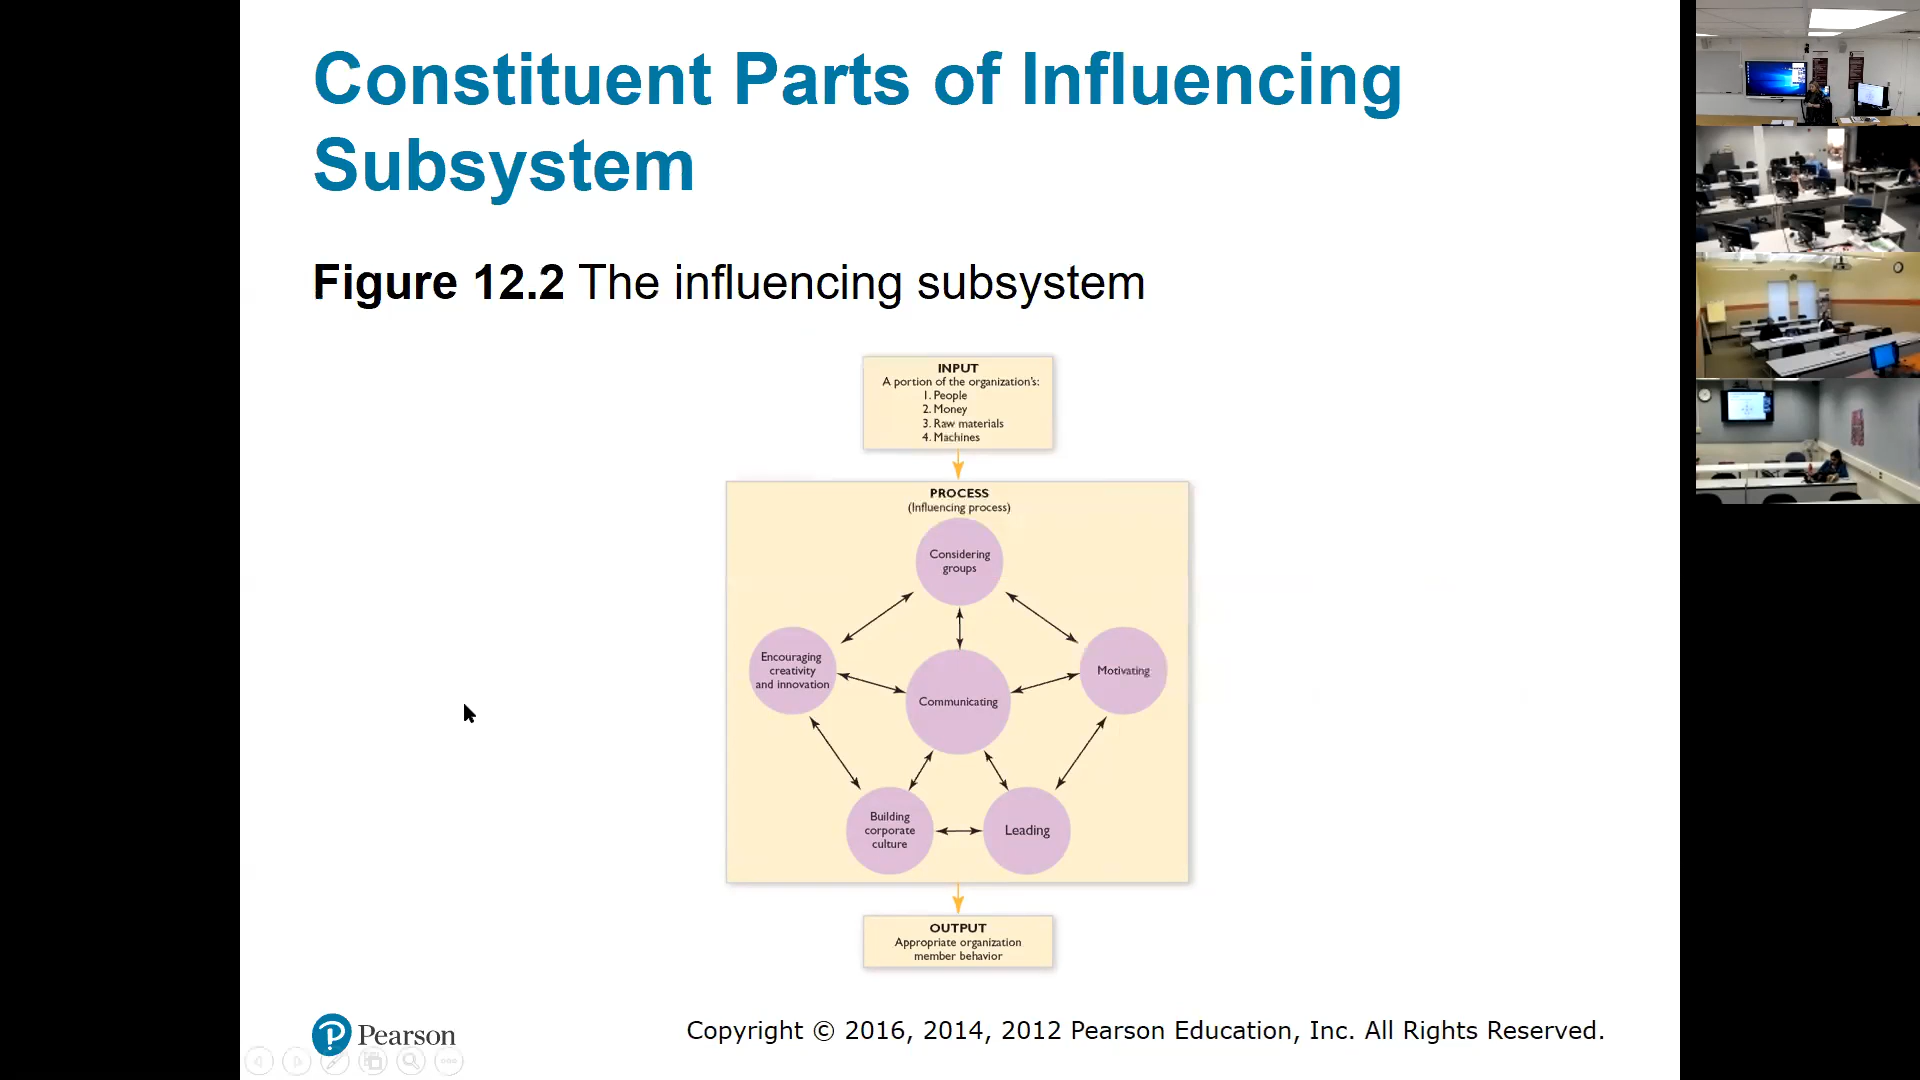 Constituent Parts of Influencing
Subsystem
Figure 12.2 The influencing subsystem
INPUT
A portion of the organization's:
1. People
2. Money
3. Raw materials
4. Machines
PROCESS
(Influencing process)
Considering
groups
Encouraging
creativity
and innovation
Motivating
Communicating
Building
corporate
culture
Leading
OUTPUT
Appropriate organization
member behavior
Pearson
Copyright © 2016, 2014, 2012 Pearson Education, Inc. All Rights Reserved.